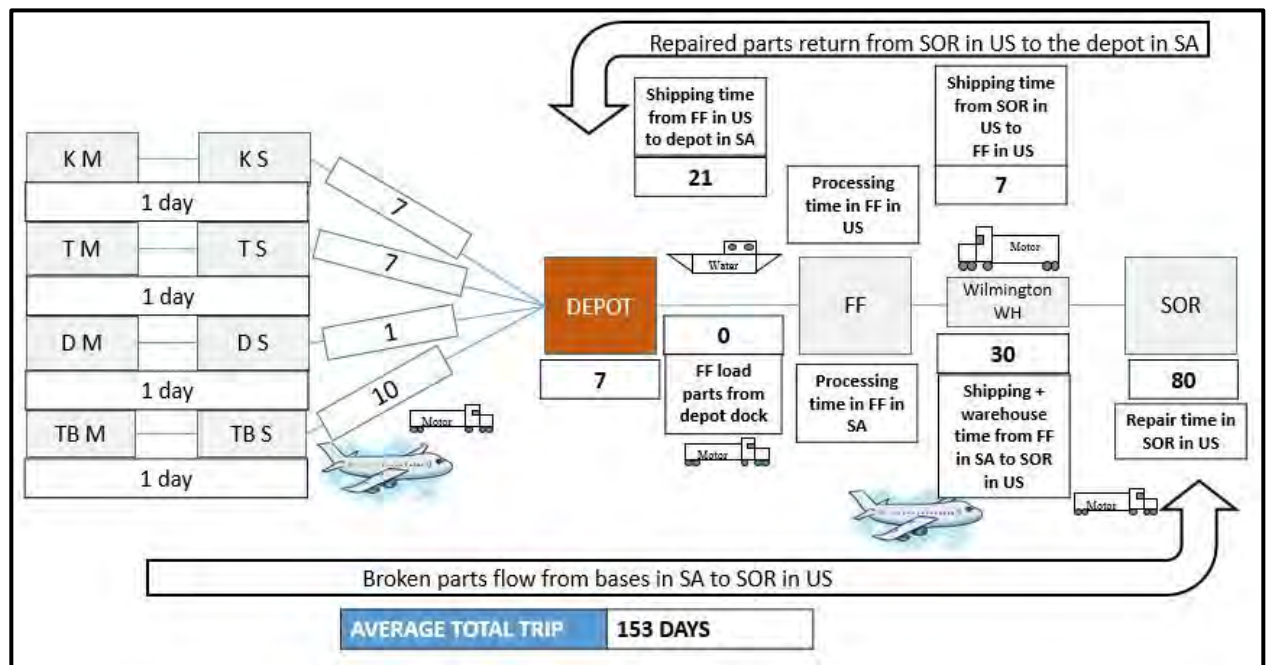 Repaired parts return from SOR in US to the depot in SA
Shipping time
from FF in US
to depot in SA
21
Shipping time
from SOR in
US to
FF in US
7
Processing
time in FF in
US
K M
K S
1 day
7
T M
T S
1 day
7
D M
D S
1 day
1
TB M
TB S
1 day
10
Motor
DEPOT
7
Water
0
FF load
parts from
depot dock
Motor
FF
Processing
time in FF in
SA
Motor
Wilmington
WH
30
Shipping +
warehouse
time from FF
in SA to SOR
in US
SOR
80
Repair time in
SOR in US
Motor
Broken parts flow from bases in SA to SOR in US
AVERAGE TOTAL TRIP 153 DAYS